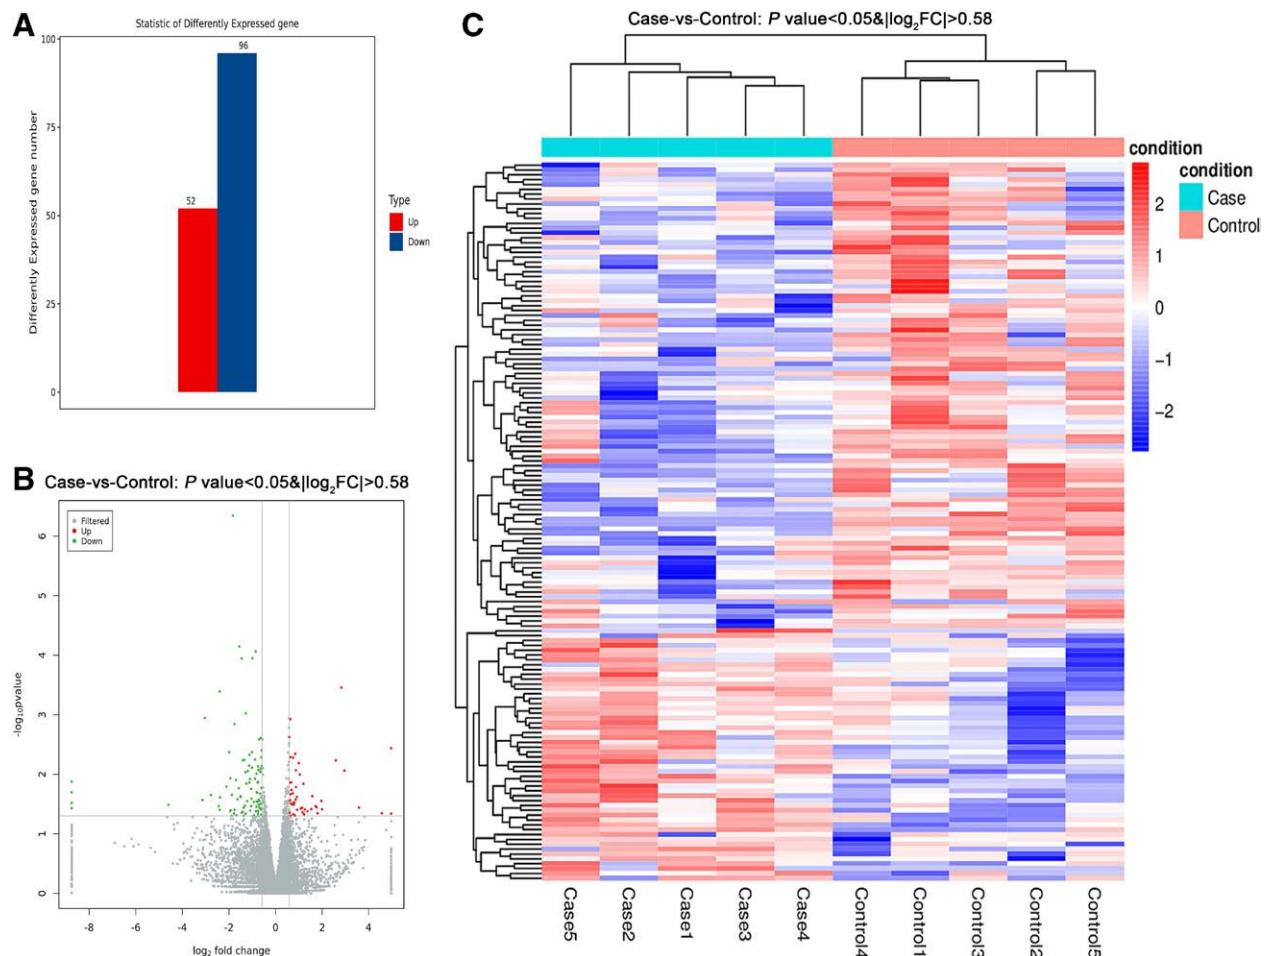 A
Statistic of Differently Expressed gene
Differently Expressed gene number
100
75
50
25
0
52
96
Type
Up
Down
B
Case-vs-Control: P value<0.05&|log2FC|>0.58
Filtered
Up
Down
-log10pvalue
6
5
4
3
2
1
0
-8 -6 -4 -2 0 2 4
log2 fold change
C
Case-vs-Control: P value<0.05&|log2FC|>0.58
condition
2
1
0
−1
−2
condition
Case
Control
Case5 Case2 Case1 Case3 Case4 Control4 Control1 Control3 Control2 Control5